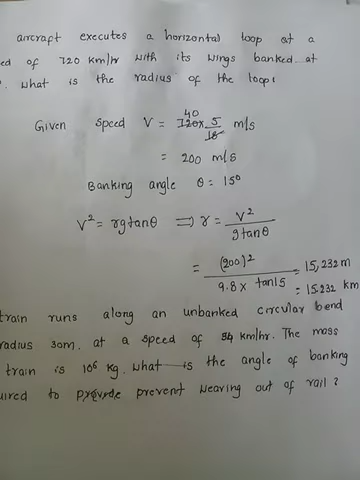 aircraft executes a horizontal loop at a
ed of 720 km/hr with its wings banked at
. what is the radius of the loop?
Given speed V = 720 × 5/18 m/s
40
= 200 m/s
Banking angle θ = 15°
V² = rg tanθ ⟹ r = V²/g tanθ
= (200)²/9.8 × tan15 = 15,232 m
= 15.232 km
train runs along an unbanked circular bend
radius 30m. at a speed of 54 km/hr. The mass
train is 10⁶ kg. what is the angle of banking
uired to prevent wearing out of rail?